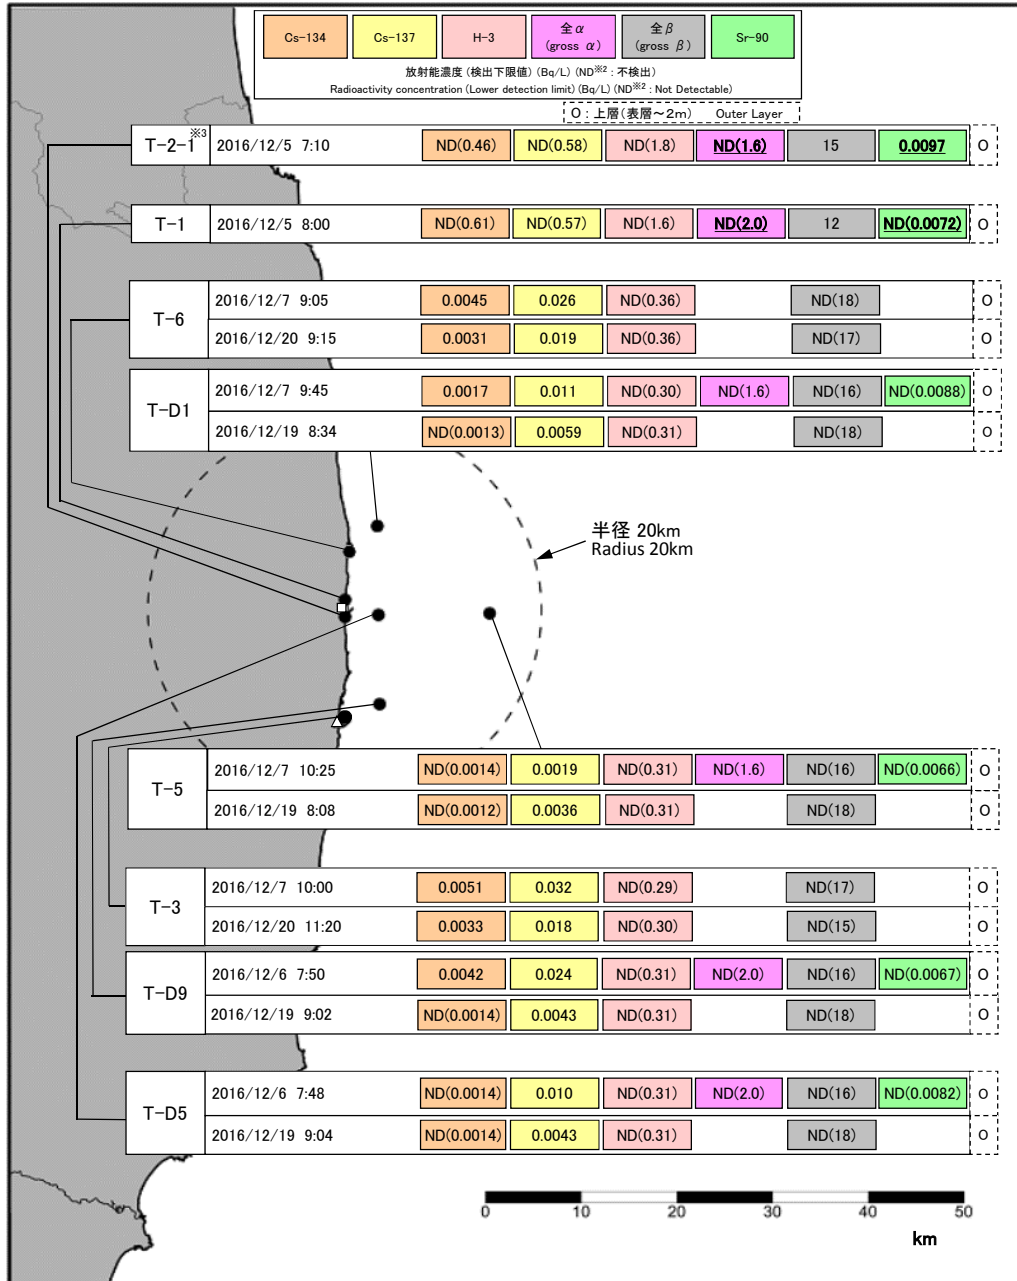 Cs-134 Cs-137 H-3 全α (gross α) 全β (gross β) Sr-90
放射能濃度(検出下限値)(Bq/L)(ND※2:不検出)
Radioactivity concentration (Lower detection limit) (Bq/L) (ND※2 : Not Detectable)
O:上層(表層～2m) Outer Layer
T-2-1※3 2016/12/5 7:10 ND(0.46) ND(0.58) ND(1.8) ND(1.6) 15 0.0097 O
T-1 2016/12/5 8:00 ND(0.61) ND(0.57) ND(1.6) ND(2.0) 12 ND(0.0072) O
T-6
2016/12/7 9:05 0.0045 0.026 ND(0.36) ND(18) O
2016/12/20 9:15 0.0031 0.019 ND(0.36) ND(17) O
T-D1
2016/12/7 9:45 0.0017 0.011 ND(0.30) ND(1.6) ND(16) ND(0.0088) O
2016/12/19 8:34 ND(0.0013) 0.0059 ND(0.31) ND(18) O
半径 20km
Radius 20km
T-5
2016/12/7 10:25 ND(0.0014) 0.0019 ND(0.31) ND(1.6) ND(16) ND(0.0066) O
2016/12/19 8:08 ND(0.0012) 0.0036 ND(0.31) ND(18) O
T-3
2016/12/7 10:00 0.0051 0.032 ND(0.29) ND(17) O
2016/12/20 11:20 0.0033 0.018 ND(0.30) ND(15) O
T-D9
2016/12/6 7:50 0.0042 0.024 ND(0.31) ND(2.0) ND(16) ND(0.0067) O
2016/12/19 9:02 ND(0.0014) 0.0043 ND(0.31) ND(18) O
T-D5
2016/12/6 7:48 ND(0.0014) 0.010 ND(0.31) ND(2.0) ND(16) ND(0.0082) O
2016/12/19 9:04 ND(0.0014) 0.0043 ND(0.31) ND(18) O
0 10 20 30 40 50
km